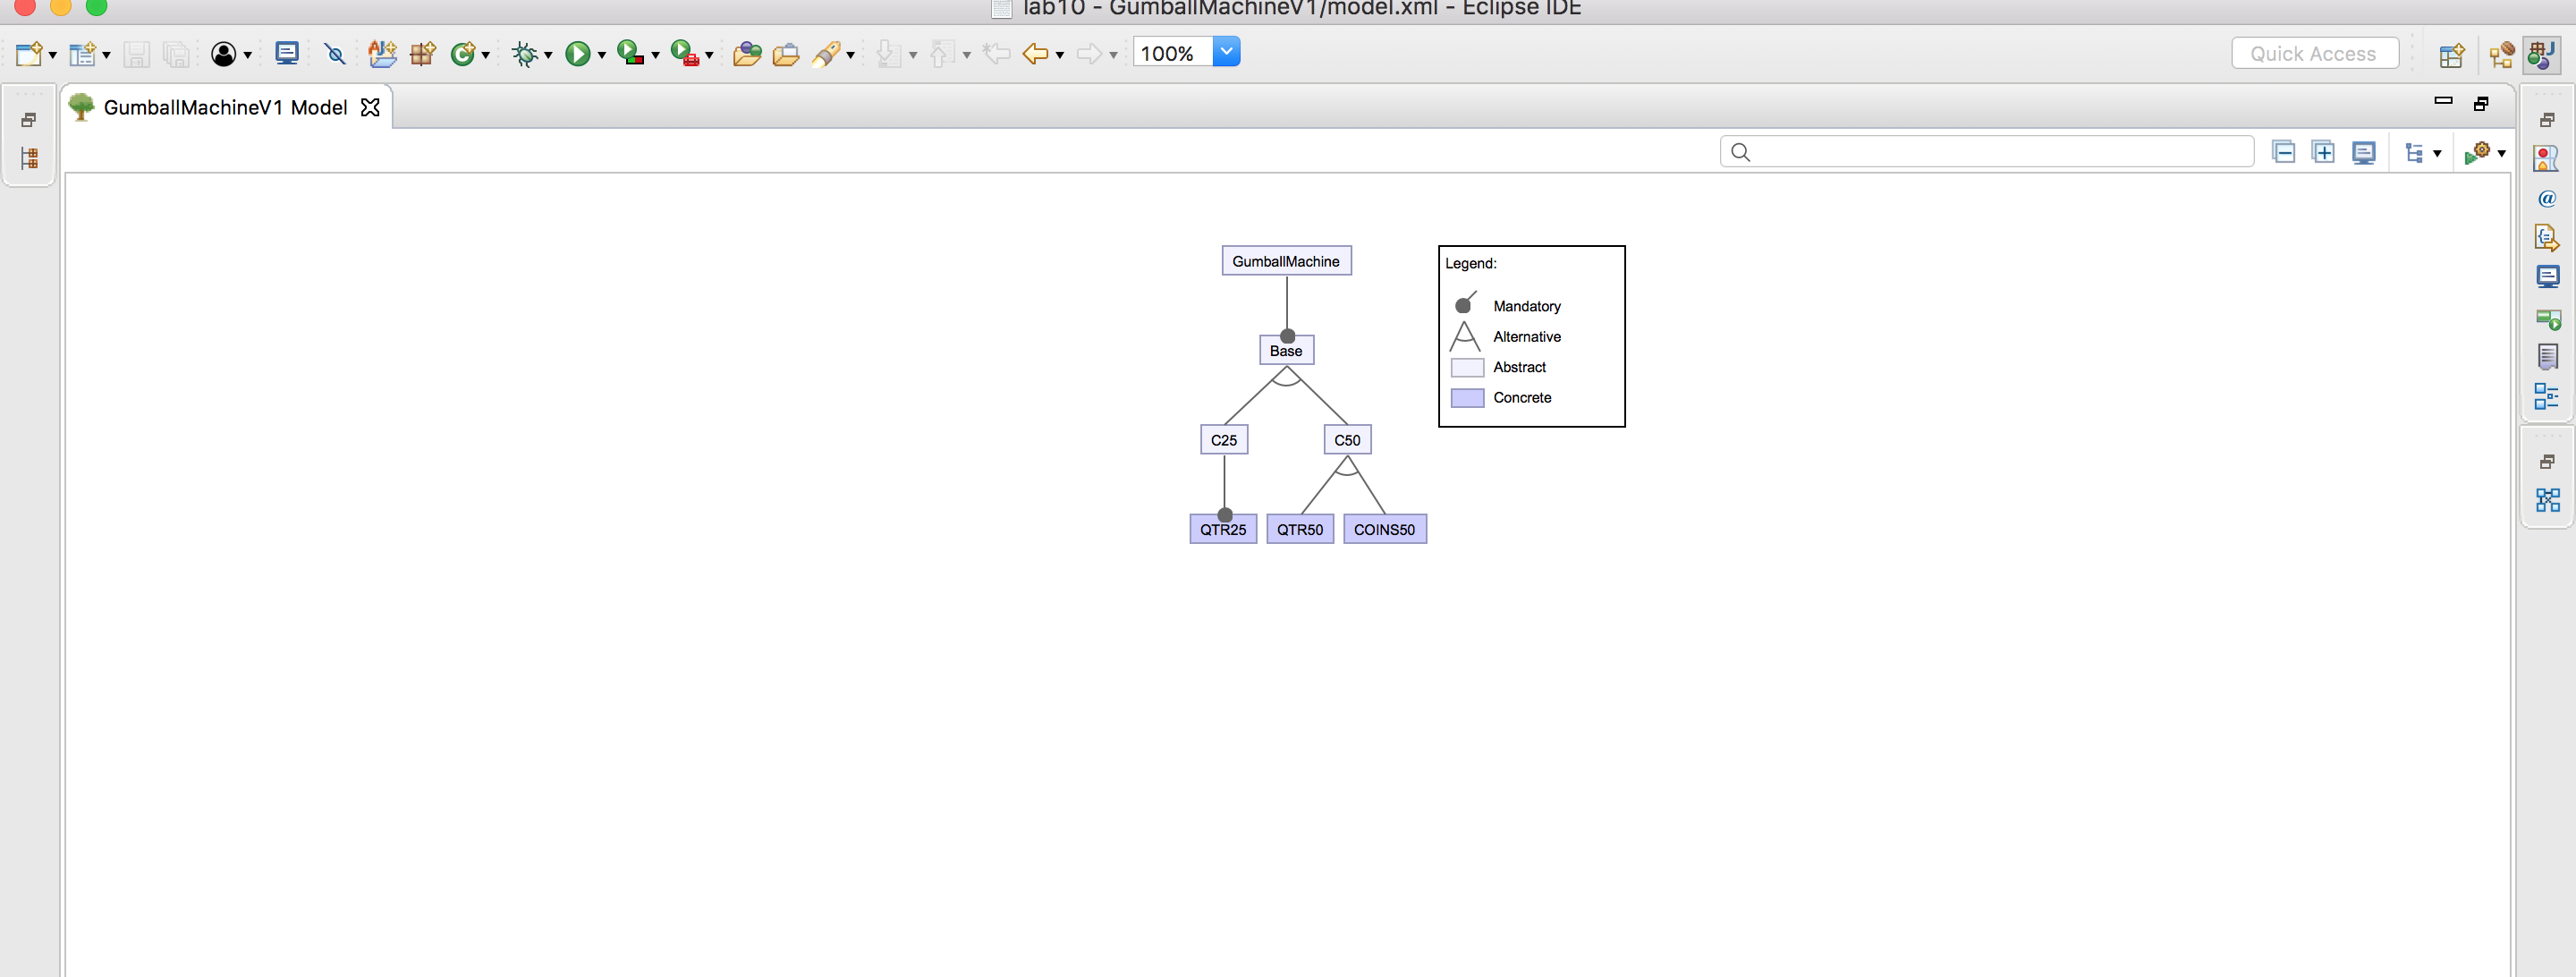 lab10 - GumballMachineV1/model.xml - Eclipse IDE
100%
Quick Access
GumballMachineV1 Model
GumballMachine
Legend:
Mandatory
Base
Alternative
Abstract
Concrete
C25
C50
QTR25
QTR50
COINS50